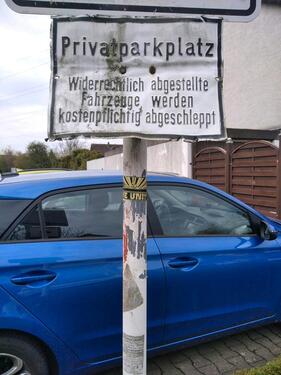 Privatparkplatz
Widerrechtlich abgestellte
Fahrzeuge werden
kostenpflichtig abgeschleppt